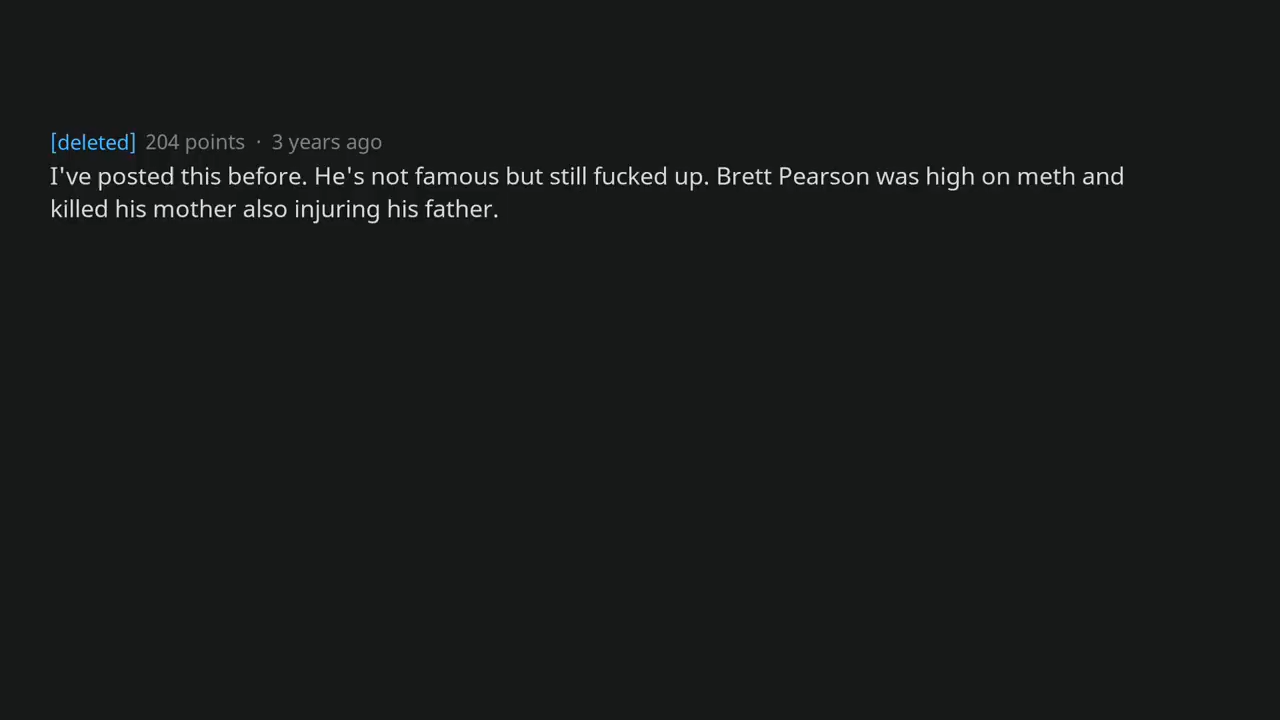 [deleted] 204 points · 3 years ago
I've posted this before. He's not famous but still fucked up. Brett Pearson was high on meth and
killed his mother also injuring his father.